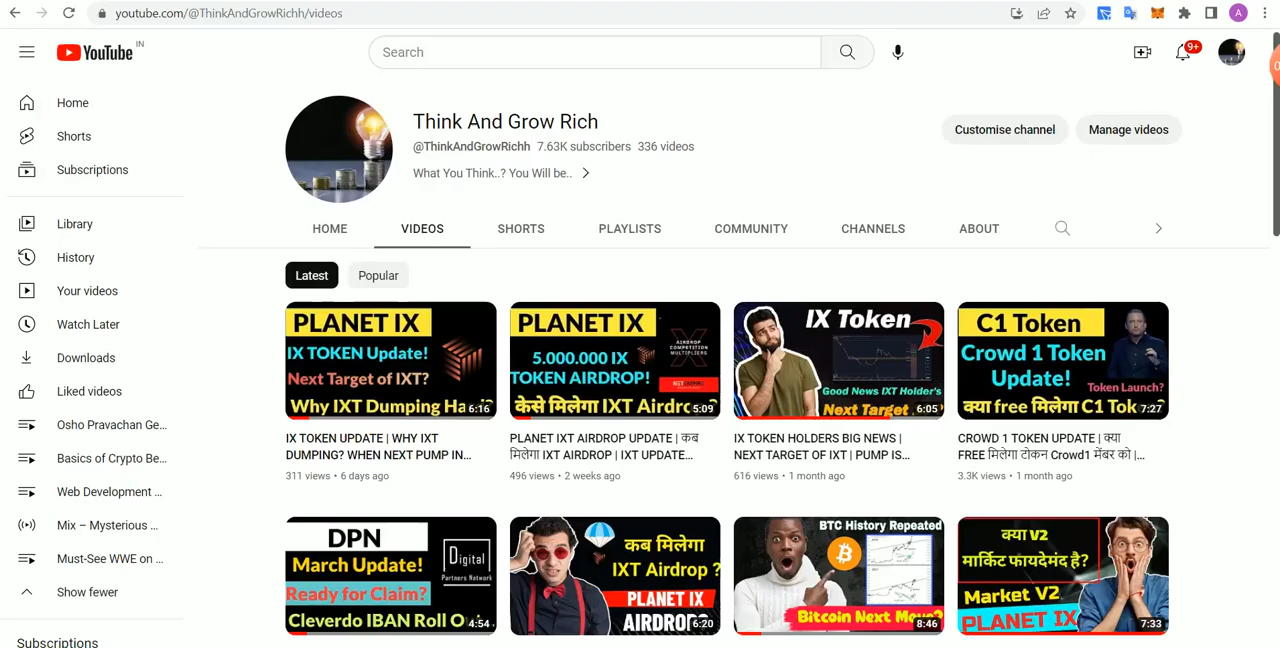 youtube.com/@ThinkAndGrowRichh/videos
A
YouTube IN
Search
9+
Home
Shorts
Subscriptions
Library
History
Your videos
Watch Later
Downloads
Liked videos
Osho Pravachan Ge...
Basics of Crypto Be...
Web Development ...
Mix – Mysterious ...
Must-See WWE on ...
Show fewer
Subscriptions
Think And Grow Rich
@ThinkAndGrowRichh 7.63K subscribers 336 videos
What You Think..? You Will be..
Customise channel
Manage videos
HOME VIDEOS SHORTS PLAYLISTS COMMUNITY CHANNELS ABOUT
Latest Popular
PLANET IX
IX TOKEN Update!
Next Target of IXT?
Why IXT Dumping
6:16
IX TOKEN UPDATE | WHY IXT
DUMPING? WHEN NEXT PUMP IN...
311 views • 6 days ago
PLANET IX
5.000.000 IX
TOKEN AIRDROP!
AIRDROP
COMPETITION
MULTIPLIERS
कैसे मिलेगा IXT
5:09
PLANET IXT AIRDROP UPDATE | कब
मिलेगा IXT AIRDROP | IXT UPDATE...
496 views • 2 weeks ago
IX Token
Good News IXT Holder's
Next Target
6:05
IX TOKEN HOLDERS BIG NEWS |
NEXT TARGET OF IXT | PUMP IS...
616 views • 1 month ago
C1 Token
Crowd 1 Token
Update!
Token Launch?
क्या free मिलेगा C1
7:27
CROWD 1 TOKEN UPDATE | क्या
FREE मिलेगा टोकन Crowd1 मेंबर को |...
3.3K views • 1 month ago
DPN
March Update!
Ready for Claim?
Cleverdo IBAN Roll
Digital
Partners Network
4:54
कब मिलेगा
IXT Airdrop ?
PLANET IX
6:20
BTC History Repeated
Bitcoin Next
8:46
क्या V2
मार्किट फायदेमंद है?
Market V2
PLANET IX
7:33